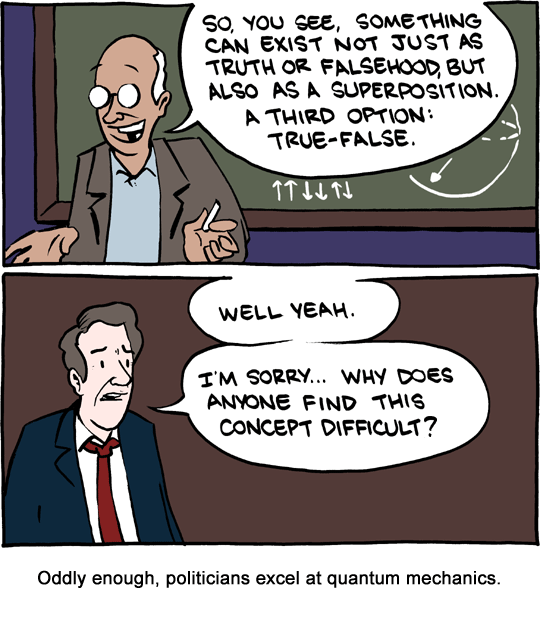 SO, YOU SEE, SOMETHING
CAN EXIST NOT JUST AS
TRUTH OR FALSEHOOD, BUT
ALSO AS A SUPERPOSITION.
A THIRD OPTION:
TRUE-FALSE.
↑↑↓↓↑↓
WELL YEAH.
I'M SORRY... WHY DOES
ANYONE FIND THIS
CONCEPT DIFFICULT?
Oddly enough, politicians excel at quantum mechanics.